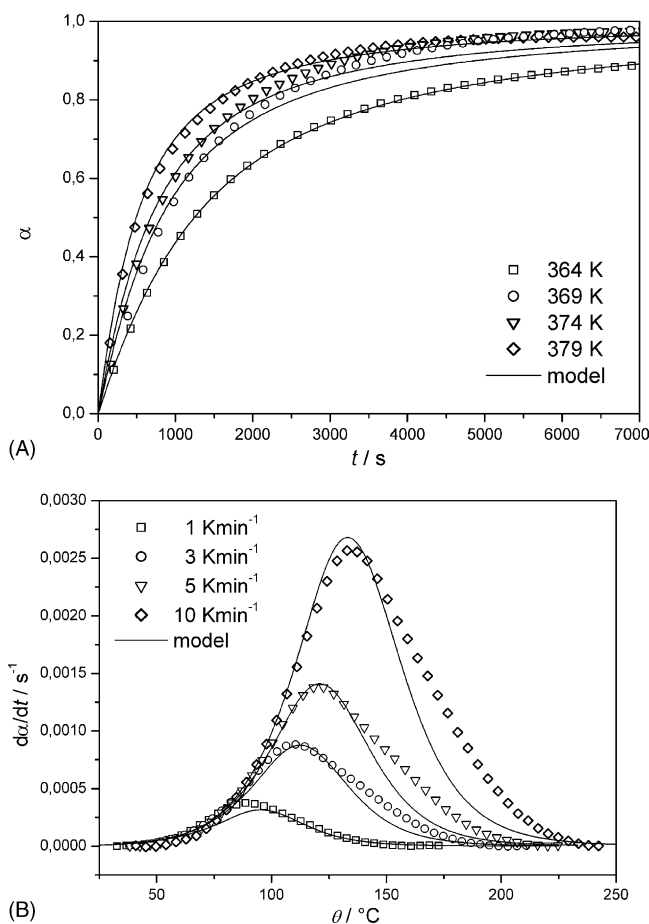 α
1,0
0,8
0,6
0,4
0,2
0,0
364 K
369 K
374 K
379 K
model
0 1000 2000 3000 4000 5000 6000 7000
t / s
(A)
0,0030
0,0025
0,0020
0,0015
0,0010
0,0005
0,0000
dα/dt / s⁻¹
1 Kmin⁻¹
3 Kmin⁻¹
5 Kmin⁻¹
10 Kmin⁻¹
model
50 100 150 200 250
θ / °C
(B)